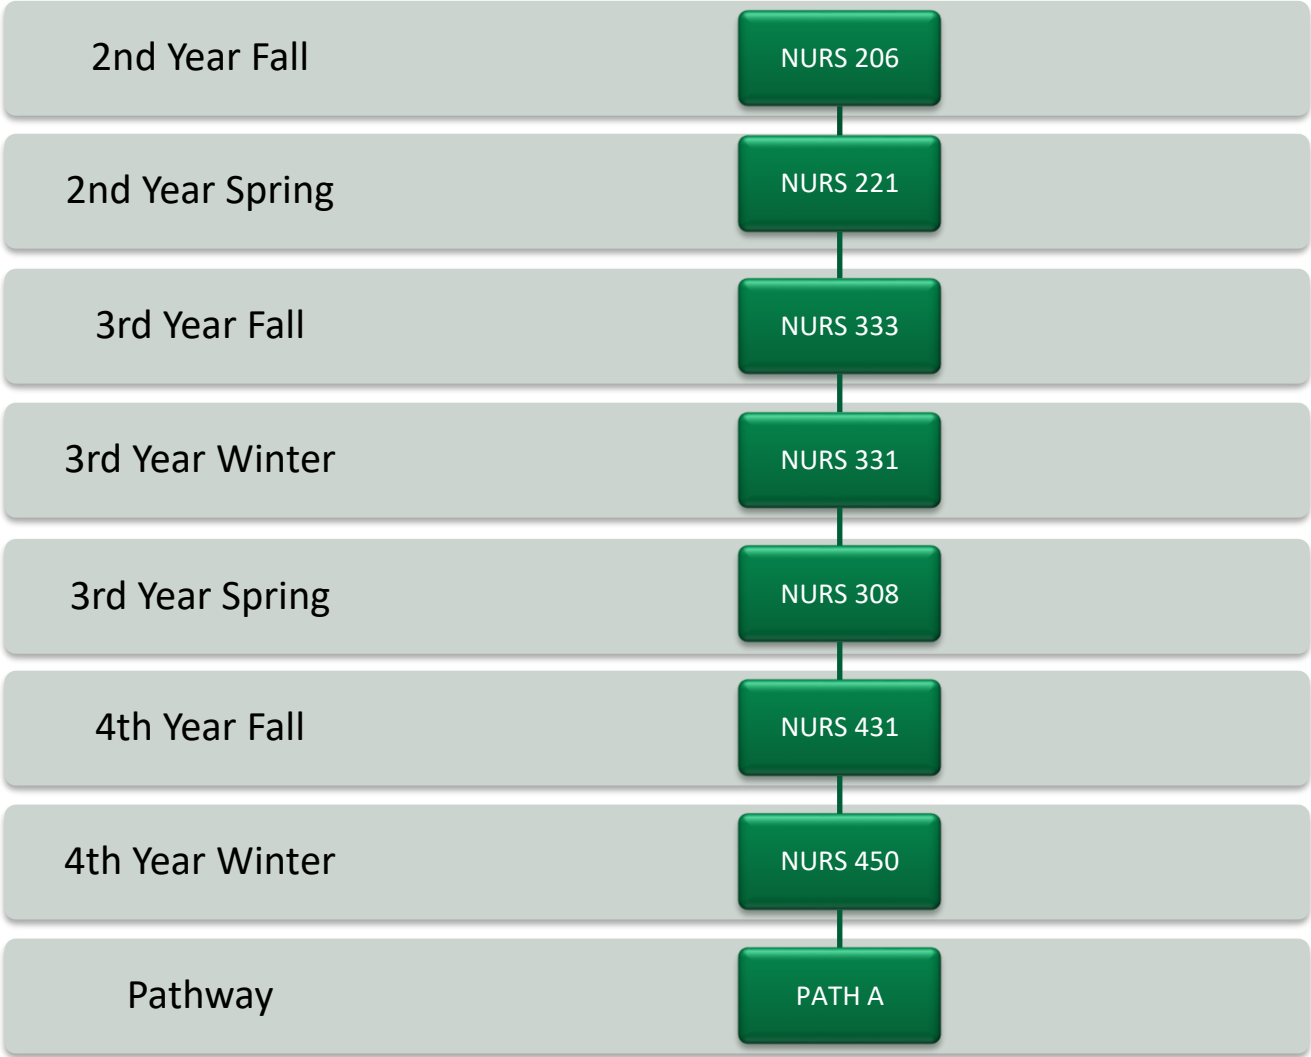 2nd Year Fall
NURS 206
2nd Year Spring
NURS 221
3rd Year Fall
NURS 333
3rd Year Winter
NURS 331
3rd Year Spring
NURS 308
4th Year Fall
NURS 431
4th Year Winter
NURS 450
Pathway
PATH A